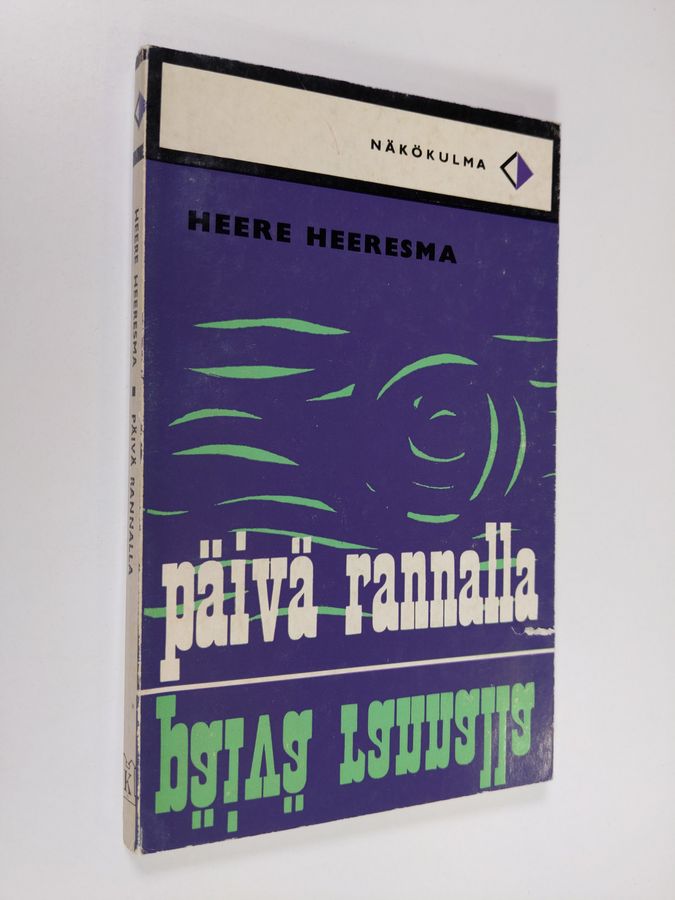 NÄKÖKULMA
HEERE HEERESMA
päivä rannalla
päivä rannalla
HEERE HEERESMA ■ PÄIVÄ RANNALLA